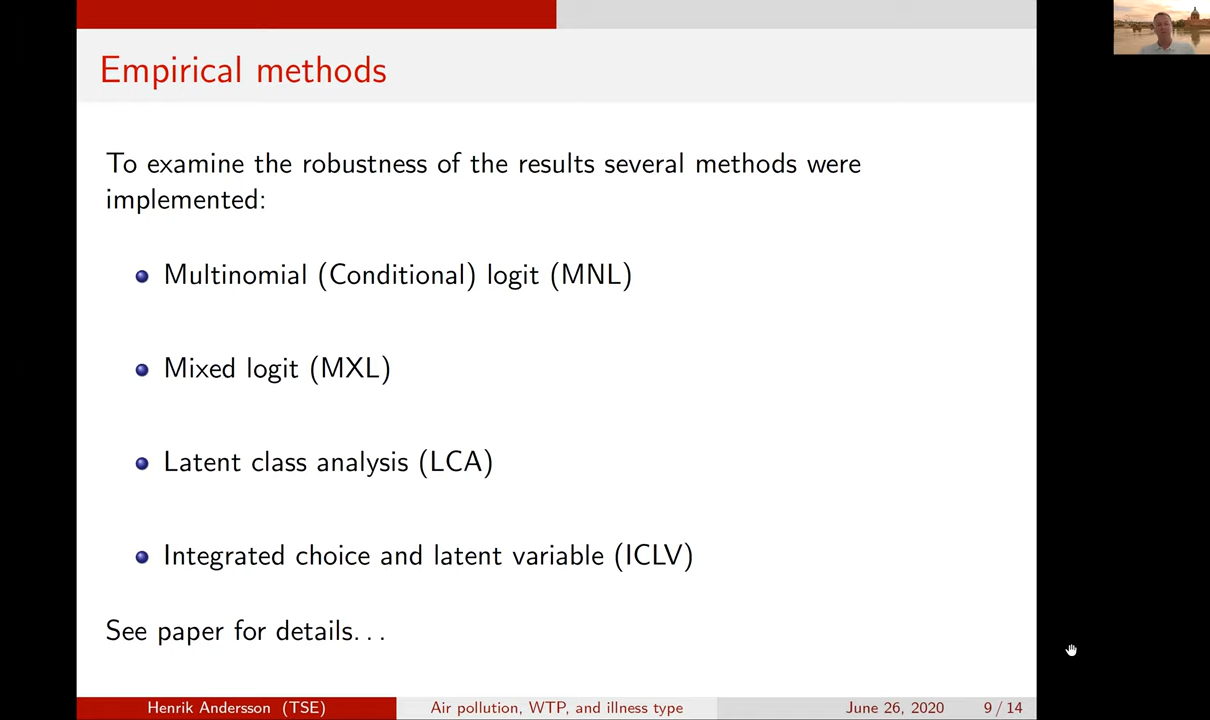 Empirical methods
To examine the robustness of the results several methods were
implemented:
Multinomial (Conditional) logit (MNL)
Mixed logit (MXL)
Latent class analysis (LCA)
Integrated choice and latent variable (ICLV)
See paper for details...
Henrik Andersson (TSE) Air pollution, WTP, and illness type June 26, 2020 9 / 14